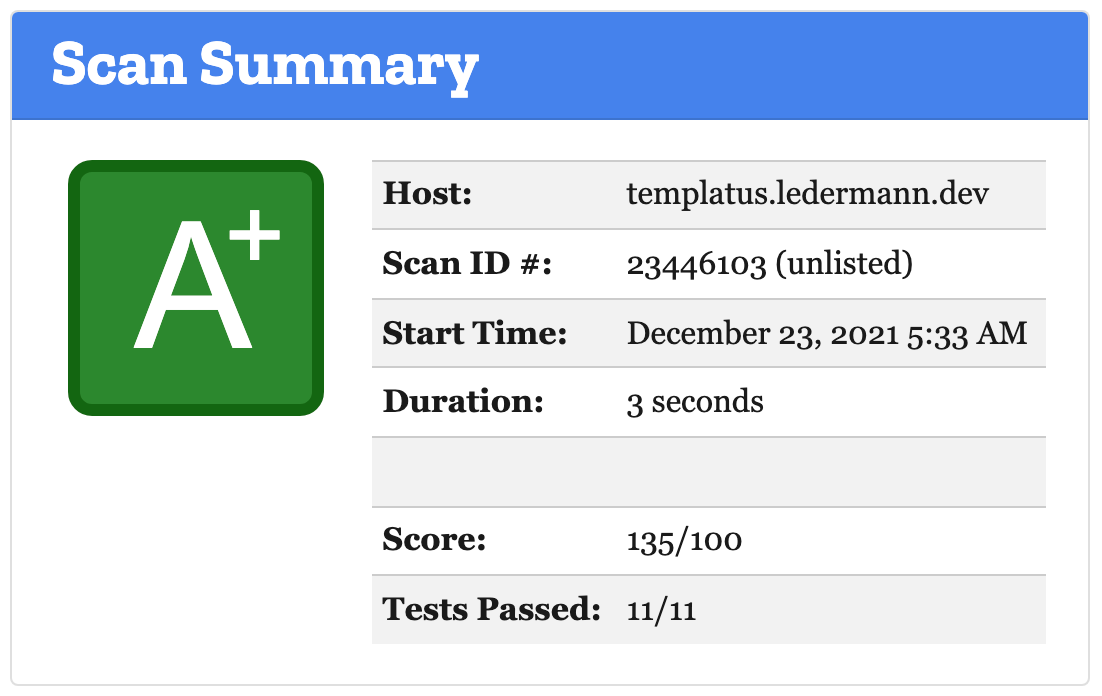 Scan Summary
A+
Host: templatus.ledermann.dev
Scan ID #: 23446103 (unlisted)
Start Time: December 23, 2021 5:33 AM
Duration: 3 seconds
Score: 135/100
Tests Passed: 11/11